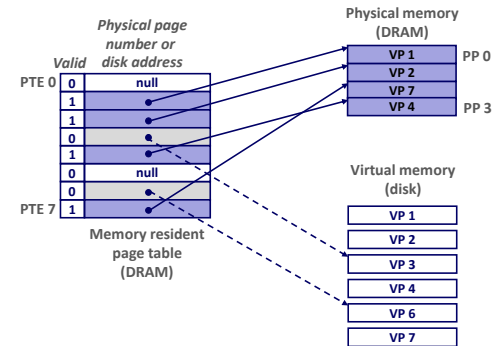 Physical page
number or
disk address
Valid
PTE 0
0
null
1
1
0
1
0
null
0
PTE 7
1
Memory resident
page table
(DRAM)
Physical memory
(DRAM)
VP 1
PP 0
VP 2
VP 7
VP 4
PP 3
Virtual memory
(disk)
VP 1
VP 2
VP 3
VP 4
VP 6
VP 7